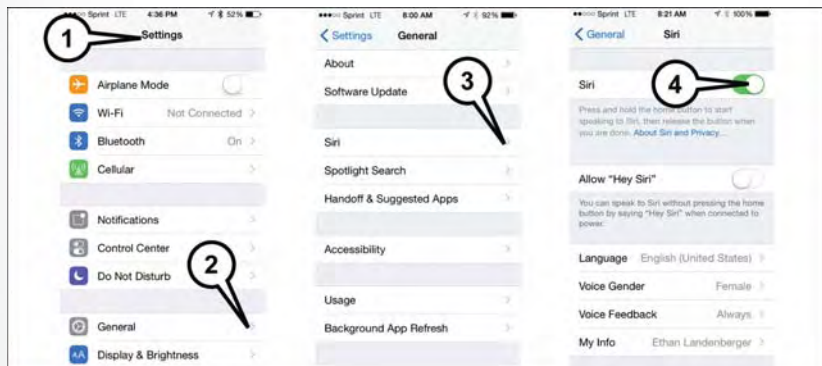 Sprint LTE 4:36 PM 52%
1
Settings
Airplane Mode
Wi-Fi Not Connected
Bluetooth On
Cellular
Notifications
Control Center
Do Not Disturb
2
General
AA Display & Brightness
Sprint LTE 8:00 AM 92%
Settings General
About
Software Update
3
Siri
Spotlight Search
Handoff & Suggested Apps
Accessibility
Usage
Background App Refresh
Sprint LTE 8:21 AM 100%
General Siri
Siri
4
Press and hold the home button to start
speaking to Siri, then release the button when
you are done. About Siri and Privacy...
Allow "Hey Siri"
You can speak to Siri without pressing the home
button by saying "Hey Siri" when connected to
power.
Language English (United States)
Voice Gender Female
Voice Feedback Always
My Info Ethan Landenberger